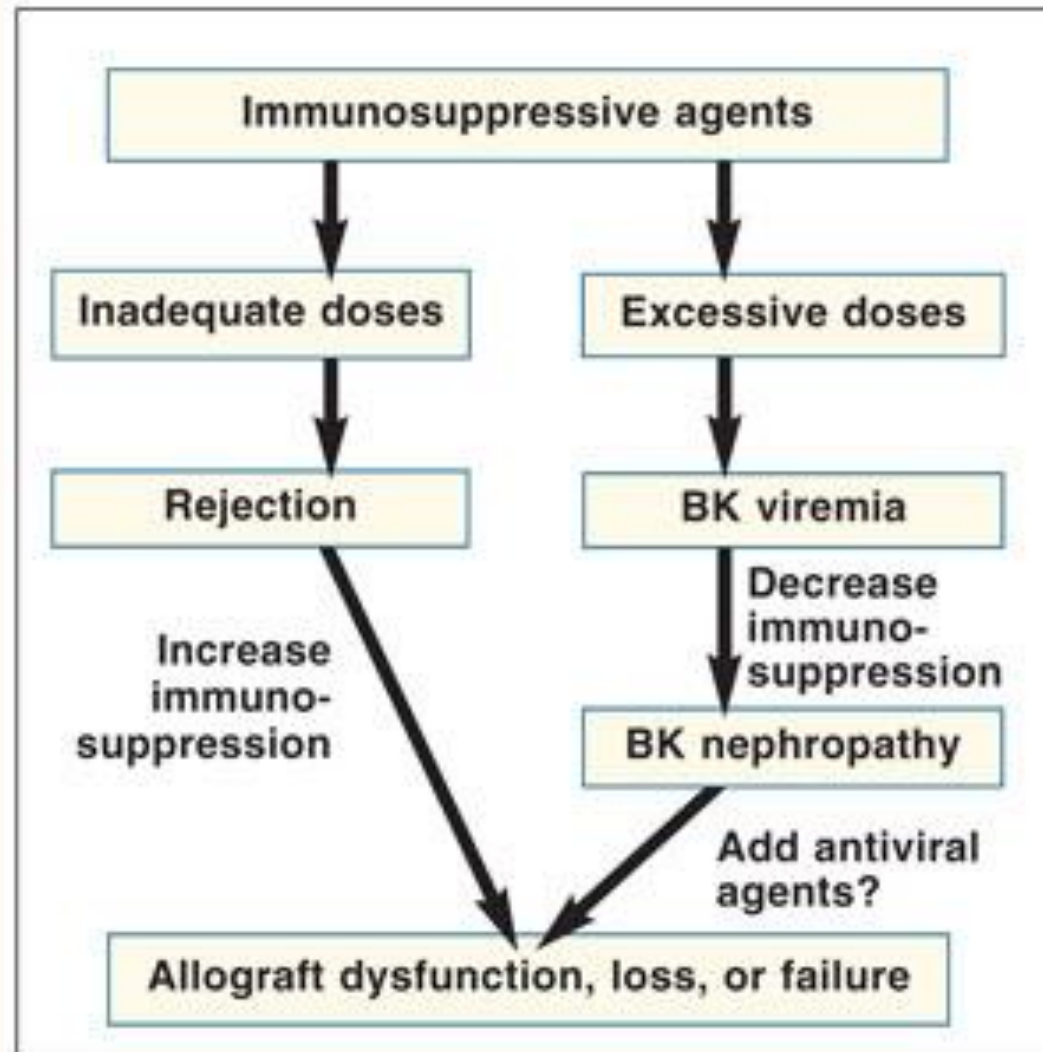 Immunosuppressive agents
Inadequate doses
Excessive doses
Rejection
BK viremia
Increase
immuno-
suppression
Decrease
immuno-
suppression
BK nephropathy
Add antiviral
agents?
Allograft dysfunction, loss, or failure